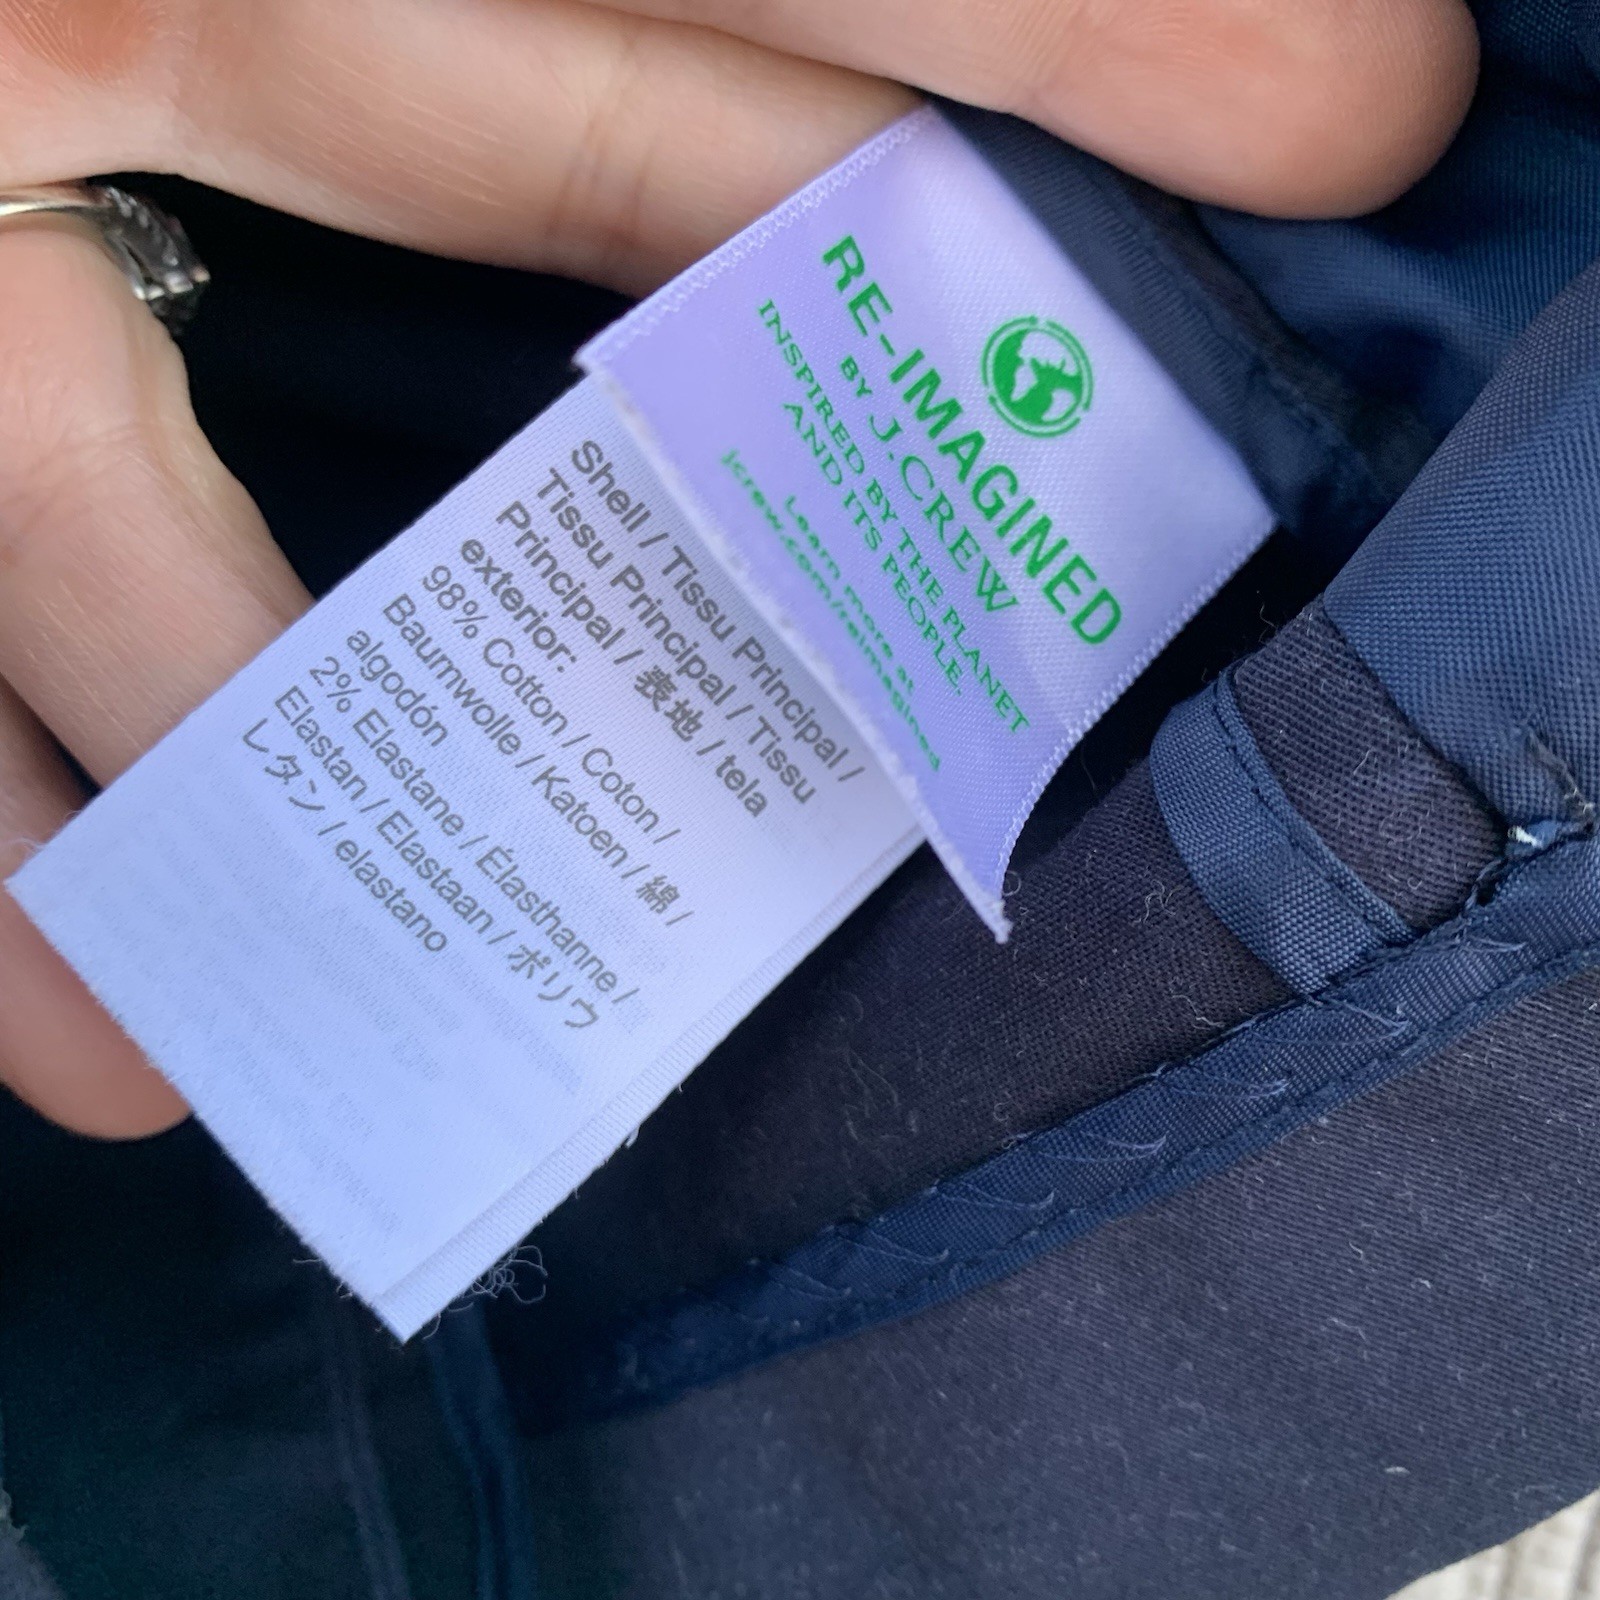 RE-IMAGINED
BY J.CREW
INSPIRED BY THE PLANET
AND ITS PEOPLE.
Learn more at
jcrew.com/reimagined
Shell / Tissu Principal /
Tissu Principal / Tissu
Principal / 表地 / tela
exterior:
98% Cotton / Coton /
Baumwolle / Katoen / 綿 /
algodón
2% Elastane / Élasthanne /
Elastan / Elastaan / ポリウ
レタン / elastano